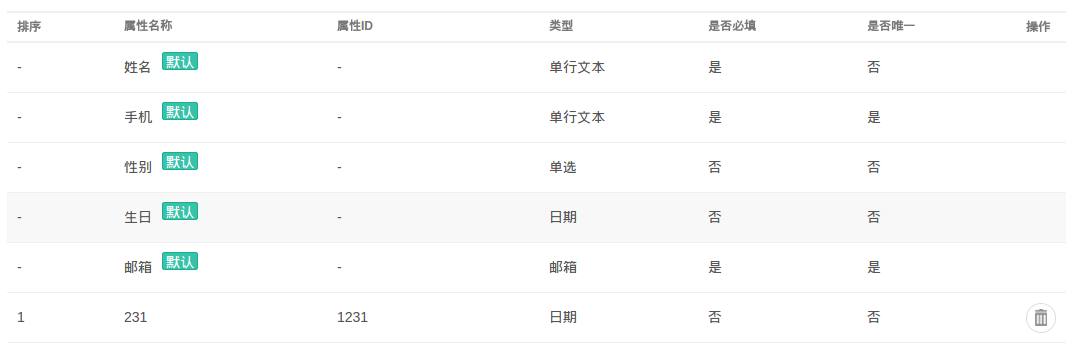 排序 属性名称 属性ID 类型 是否必填 是否唯一 操作
- 姓名 默认 - 单行文本 是 否
- 手机 默认 - 单行文本 是 是
- 性别 默认 - 单选 否 否
- 生日 默认 - 日期 否 否
- 邮箱 默认 - 邮箱 是 是
1 231 1231 日期 否 否